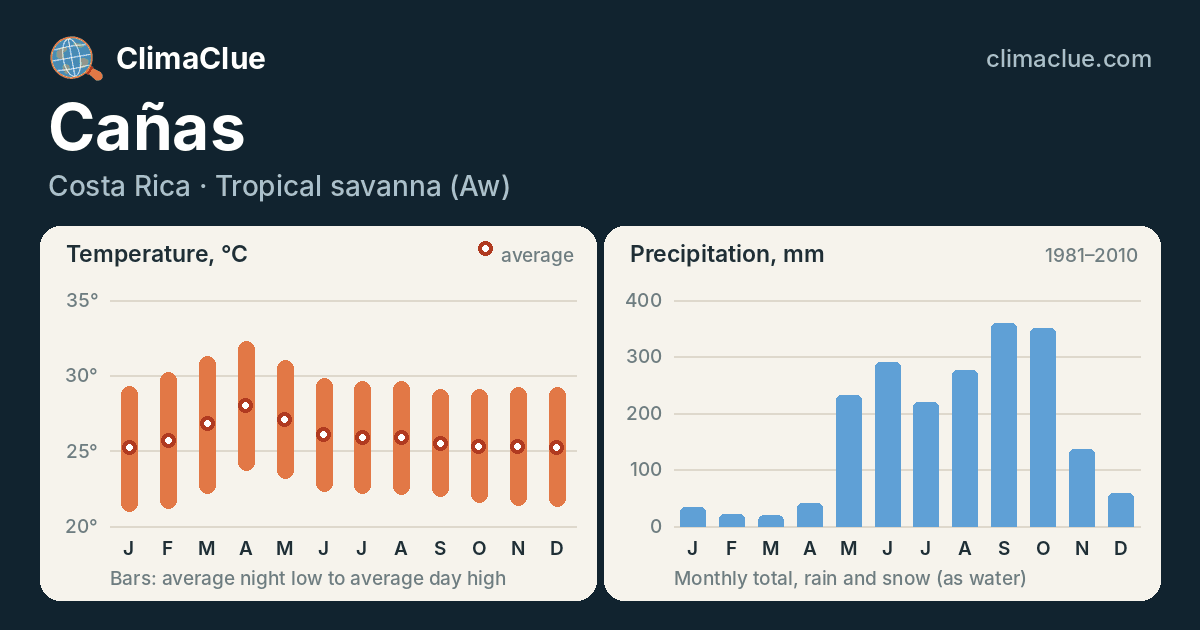 ClimaClue
climaclue.com
Cañas
Costa Rica · Tropical savanna (Aw)
Temperature, °C
average
35°
30°
25°
20°
J F M A M J J A S O N D
Bars: average night low to average day high
Precipitation, mm
1981–2010
400
300
200
100
0
J F M A M J J A S O N D
Monthly total, rain and snow (as water)